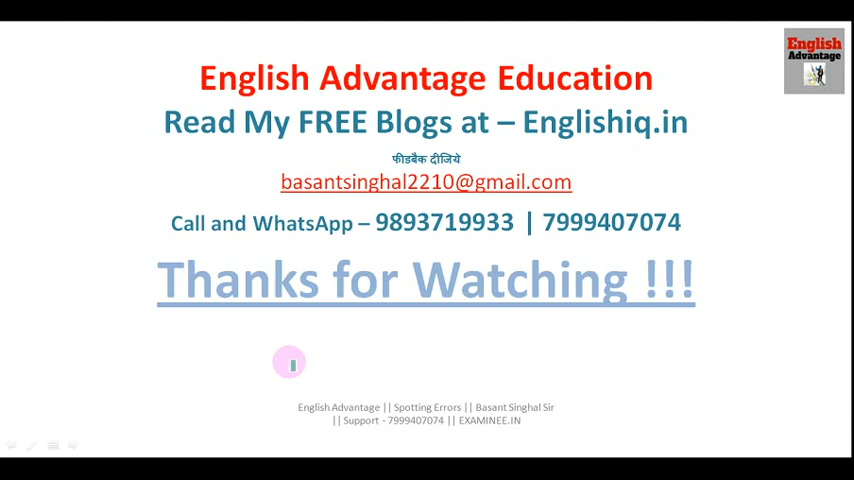 English
Advantage
English Advantage Education
Read My FREE Blogs at – Englishiq.in
फीडबैक दीजिये
basantsinghal2210@gmail.com
Call and WhatsApp – 9893719933 | 7999407074
Thanks for Watching !!!
English Advantage || Spotting Errors || Basant Singhal Sir
|| Support - 7999407074 || EXAMINEE.IN